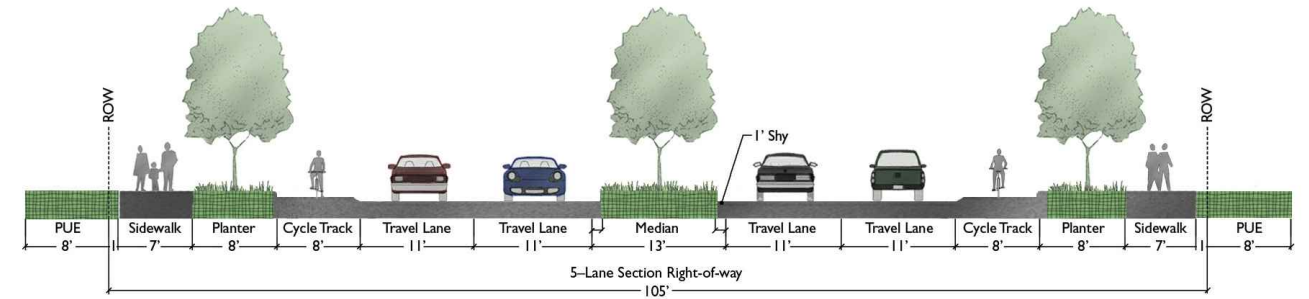 ROW
ROW
1' Shy
PUE
Sidewalk
Planter
Cycle Track
Travel Lane
Travel Lane
Median
Travel Lane
Travel Lane
Cycle Track
Planter
Sidewalk
PUE
8'
1'
7'
8'
8'
11'
11'
13'
11'
11'
8'
8'
7'
1'
8'
5–Lane Section Right-of-way
105'